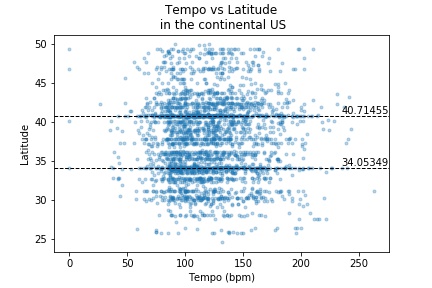 Tempo vs Latitude
in the continental US
50
45
40.71455
40
35
34.05349
30
25
Latitude
0 50 100 150 200 250
Tempo (bpm)